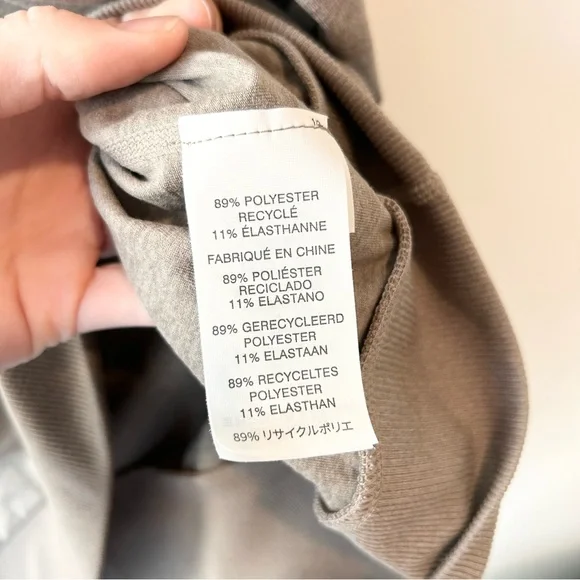 89% POLYESTER
RECYCLÉ
11% ÉLASTHANNE
FABRIQUÉ EN CHINE
89% POLIÉSTER
RECICLADO
11% ELASTANO
89% GERECYCLEERD
POLYESTER
11% ELASTAAN
89% RECYCELTES
POLYESTER
11% ELASTHAN
89% リサイクルポリエ